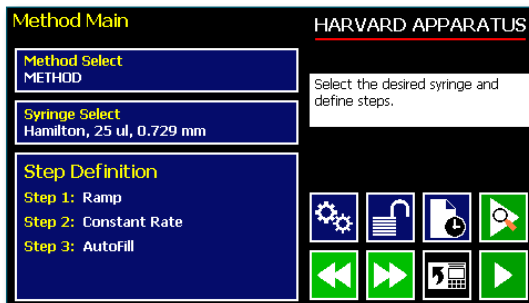 Method Main
HARVARD APPARATUS
Method Select
METHOD
Select the desired syringe and
define steps.
Syringe Select
Hamilton, 25 ul, 0.729 mm
Step Definition
Step 1: Ramp
Step 2: Constant Rate
Step 3: AutoFill